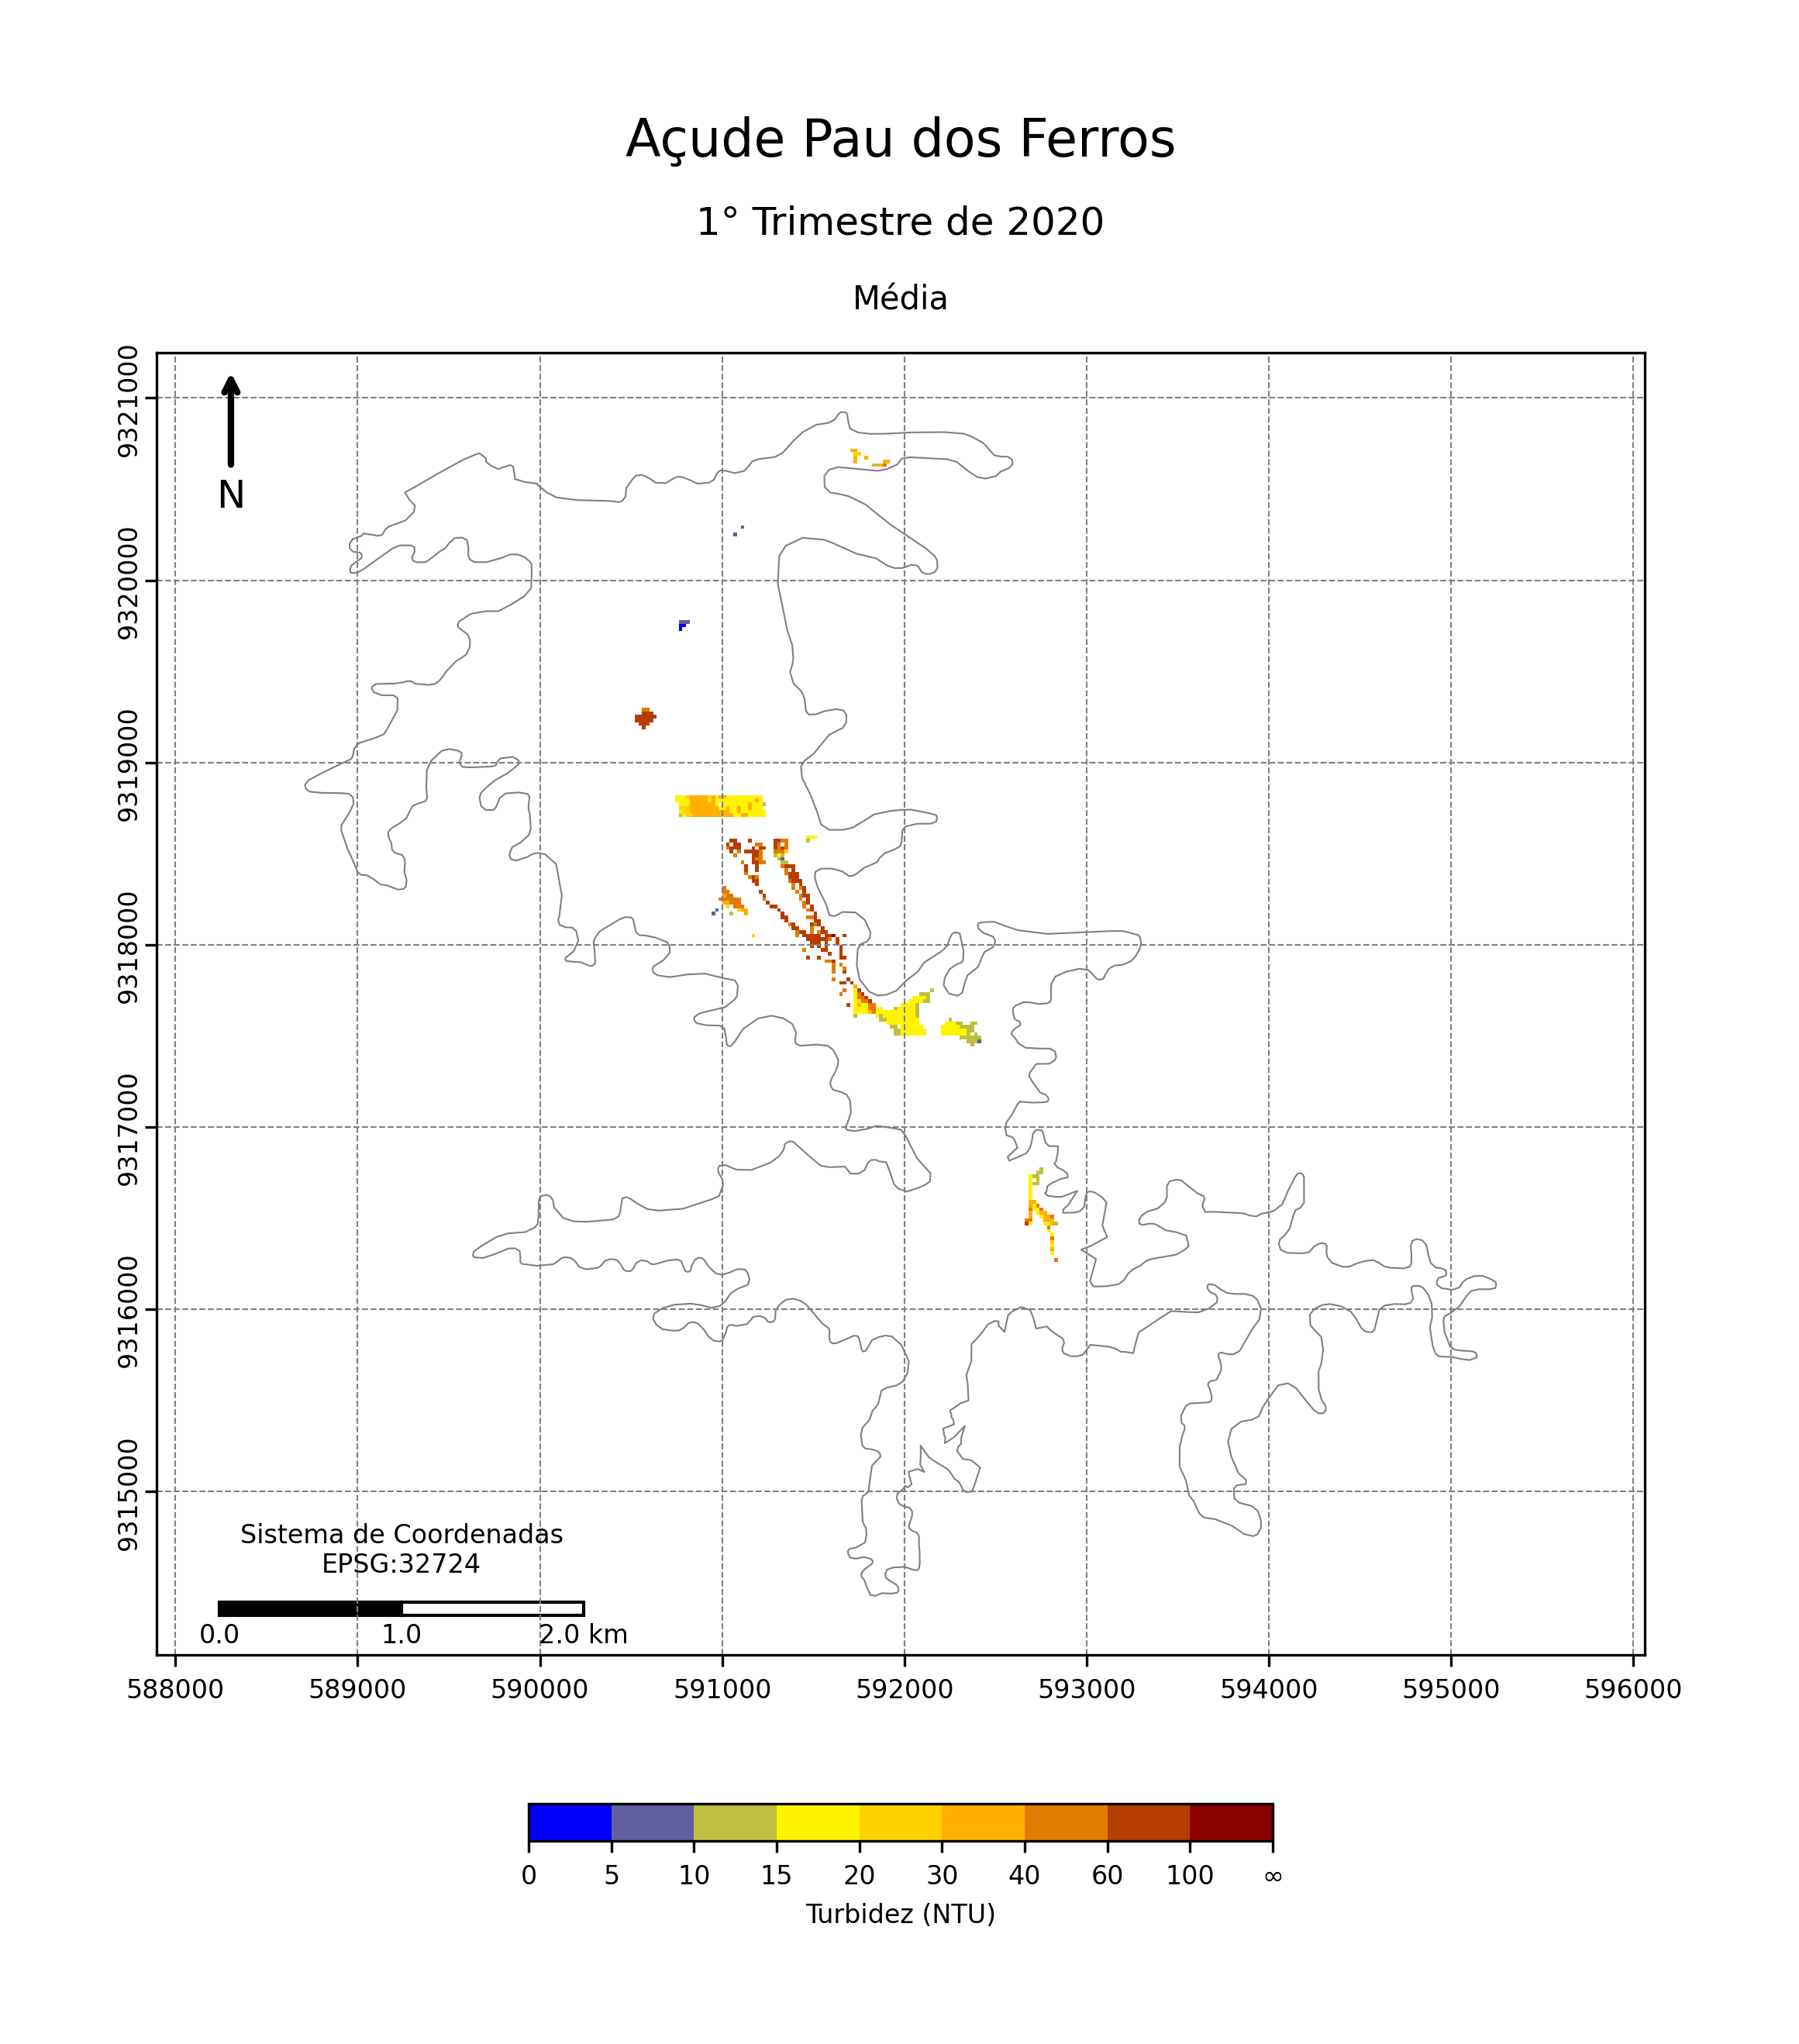 Açude Pau dos Ferros
1° Trimestre de 2020
Média
9321000
9320000
9319000
9318000
9317000
9316000
9315000
N
Sistema de Coordenadas
EPSG:32724
0.0 1.0 2.0 km
588000 589000 590000 591000 592000 593000 594000 595000 596000
0 5 10 15 20 30 40 60 100 ∞
Turbidez (NTU)